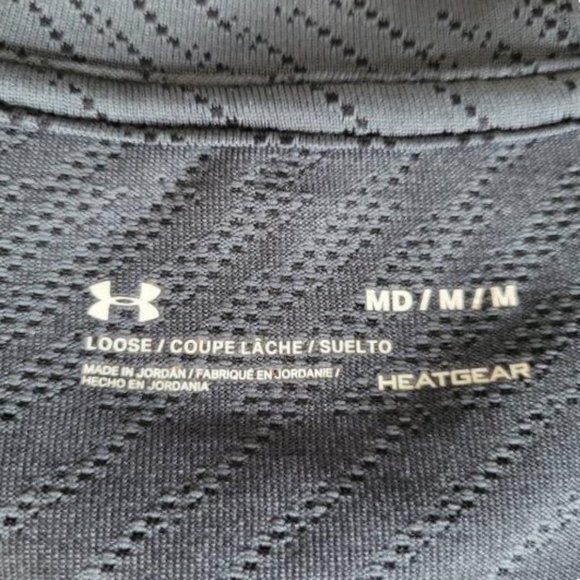 MD / M / M
LOOSE / COUPE LÂCHE / SUELTO
MADE IN JORDAN / FABRIQUÉ EN JORDANIE /
HECHO EN JORDANIA
HEATGEAR